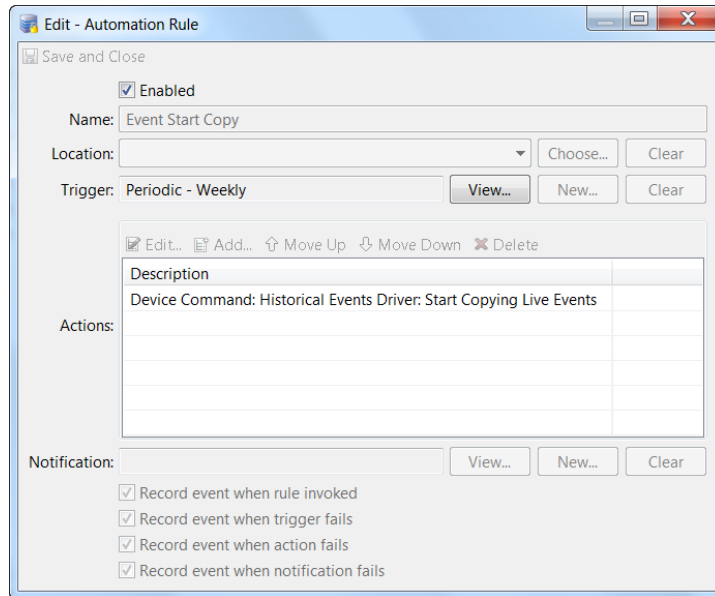 Edit - Automation Rule
Save and Close
Enabled
Name: Event Start Copy
Location: Choose... Clear
Trigger: Periodic - Weekly View... New... Clear
Edit... Add... Move Up Move Down Delete
Description
Device Command: Historical Events Driver: Start Copying Live Events
Actions:
Notification: View... New... Clear
Record event when rule invoked
Record event when trigger fails
Record event when action fails
Record event when notification fails